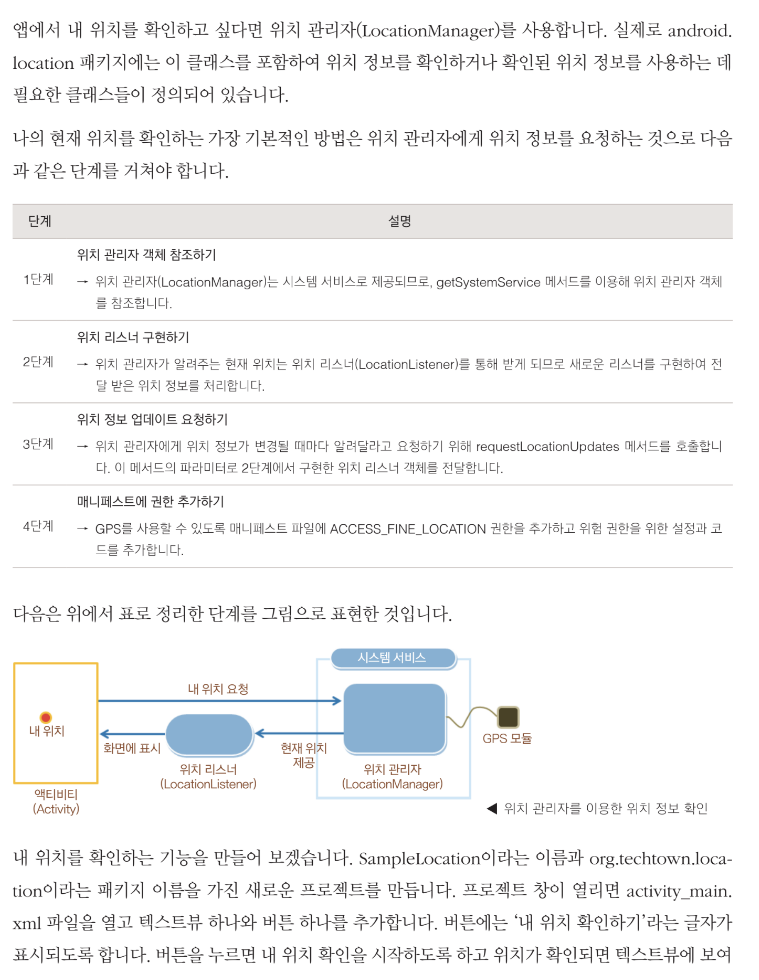 앱에서 내 위치를 확인하고 싶다면 위치 관리자(LocationManager)를 사용합니다. 실제로 android.
location 패키지에는 이 클래스를 포함하여 위치 정보를 확인하거나 확인된 위치 정보를 사용하는 데
필요한 클래스들이 정의되어 있습니다.
나의 현재 위치를 확인하는 가장 기본적인 방법은 위치 관리자에게 위치 정보를 요청하는 것으로 다음
과 같은 단계를 거쳐야 합니다.
단계 설명
위치 관리자 객체 참조하기
1단계 → 위치 관리자(LocationManager)는 시스템 서비스로 제공되므로, getSystemService 메서드를 이용해 위치 관리자 객체
를 참조합니다.
위치 리스너 구현하기
2단계 → 위치 관리자가 알려주는 현재 위치는 위치 리스너(LocationListener)를 통해 받게 되므로 새로운 리스너를 구현하여 전
달 받은 위치 정보를 처리합니다.
위치 정보 업데이트 요청하기
3단계 → 위치 관리자에게 위치 정보가 변경될 때마다 알려달라고 요청하기 위해 requestLocationUpdates 메서드를 호출합니
다. 이 메서드의 파라미터로 2단계에서 구현한 위치 리스너 객체를 전달합니다.
매니페스트에 권한 추가하기
4단계 → GPS를 사용할 수 있도록 매니페스트 파일에 ACCESS_FINE_LOCATION 권한을 추가하고 위험 권한을 위한 설정과 코
드를 추가합니다.
다음은 위에서 표로 정리한 단계를 그림으로 표현한 것입니다.
시스템 서비스
내 위치 요청
내 위치
화면에 표시
현재 위치
제공
GPS 모듈
위치 리스너
(LocationListener)
위치 관리자
(LocationManager)
액티비티
(Activity)
◀ 위치 관리자를 이용한 위치 정보 확인
내 위치를 확인하는 기능을 만들어 보겠습니다. SampleLocation이라는 이름과 org.techtown.loca-
tion이라는 패키지 이름을 가진 새로운 프로젝트를 만듭니다. 프로젝트 창이 열리면 activity_main.
xml 파일을 열고 텍스트뷰 하나와 버튼 하나를 추가합니다. 버튼에는 ‘내 위치 확인하기’라는 글자가
표시되도록 합니다. 버튼을 누르면 내 위치 확인을 시작하도록 하고 위치가 확인되면 텍스트뷰에 보여